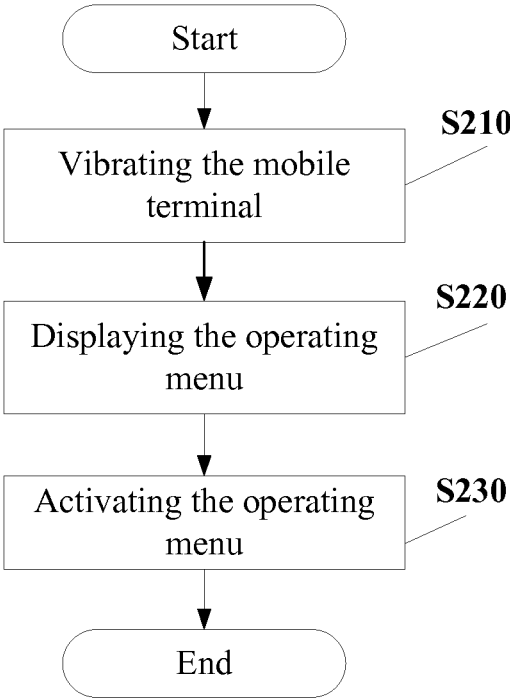 Start
S210
Vibrating the mobile
terminal
S220
Displaying the operating
menu
S230
Activating the operating
menu
End